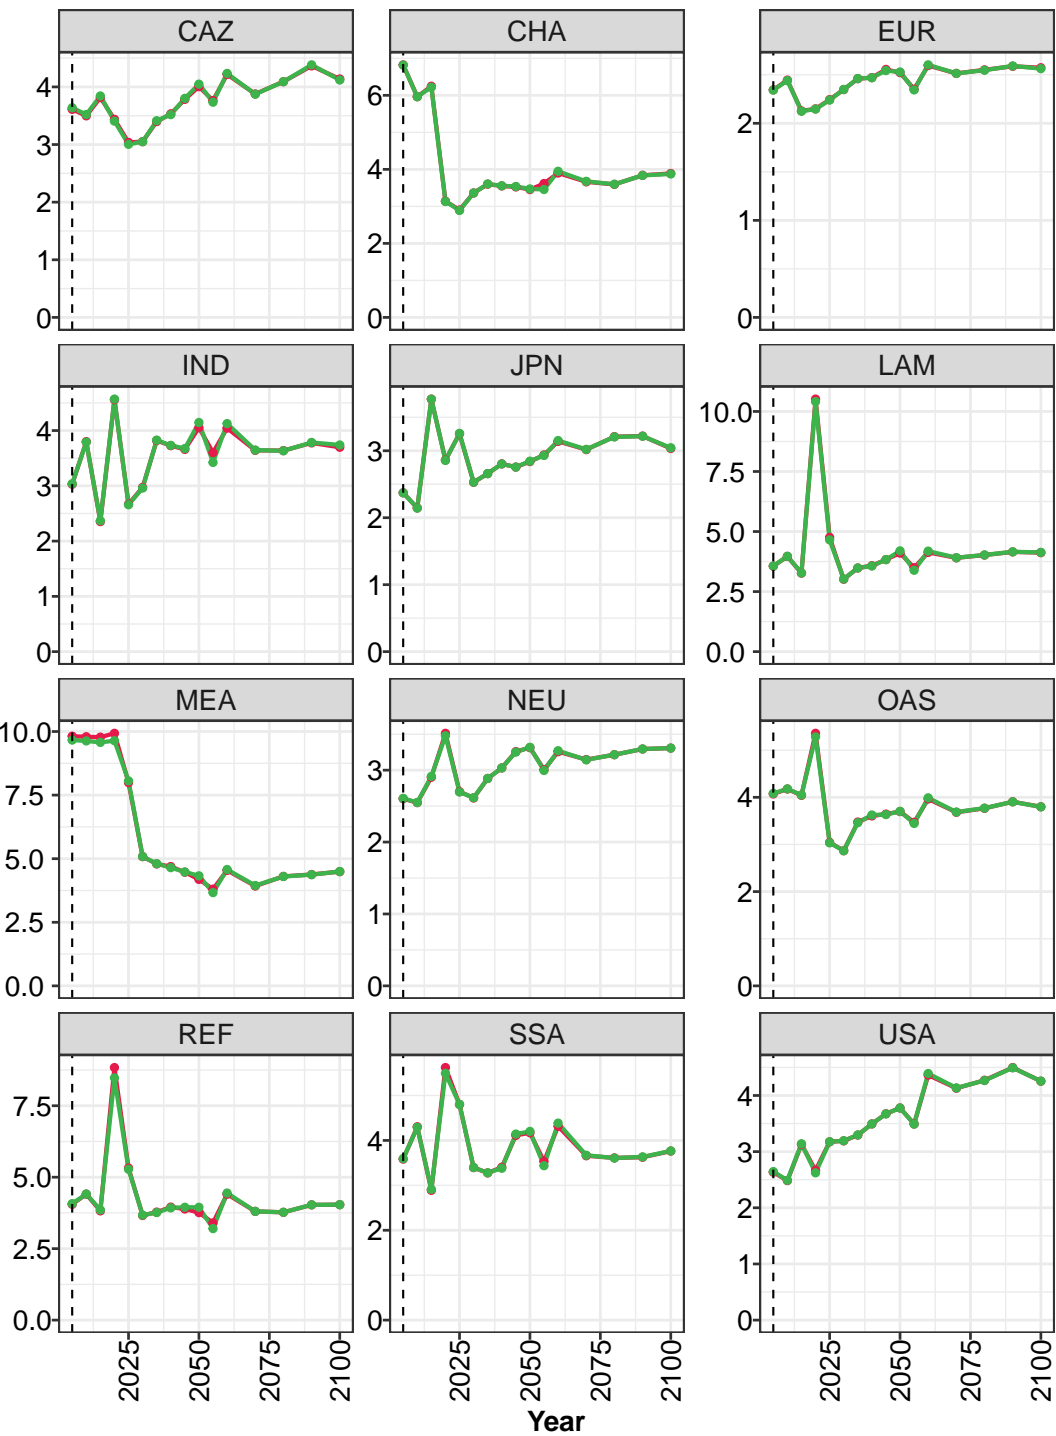 CAZ CHA EUR
4 6 2
3 4 1
2 2 0
1 0
0
IND JPN LAM
4 3 10.0
3 2 7.5
2 1 5.0
1 0 2.5
0 0.0
MEA NEU OAS
10.0 3 4
7.5 2 2
5.0 1 0
2.5 0
0.0
REF SSA USA
7.5 4 4
5.0 2 3
2.5 0 2
0.0 1
0
2025 2050 2075 2100 2025 2050 2075 2100 2025 2050 2075 2100
Year